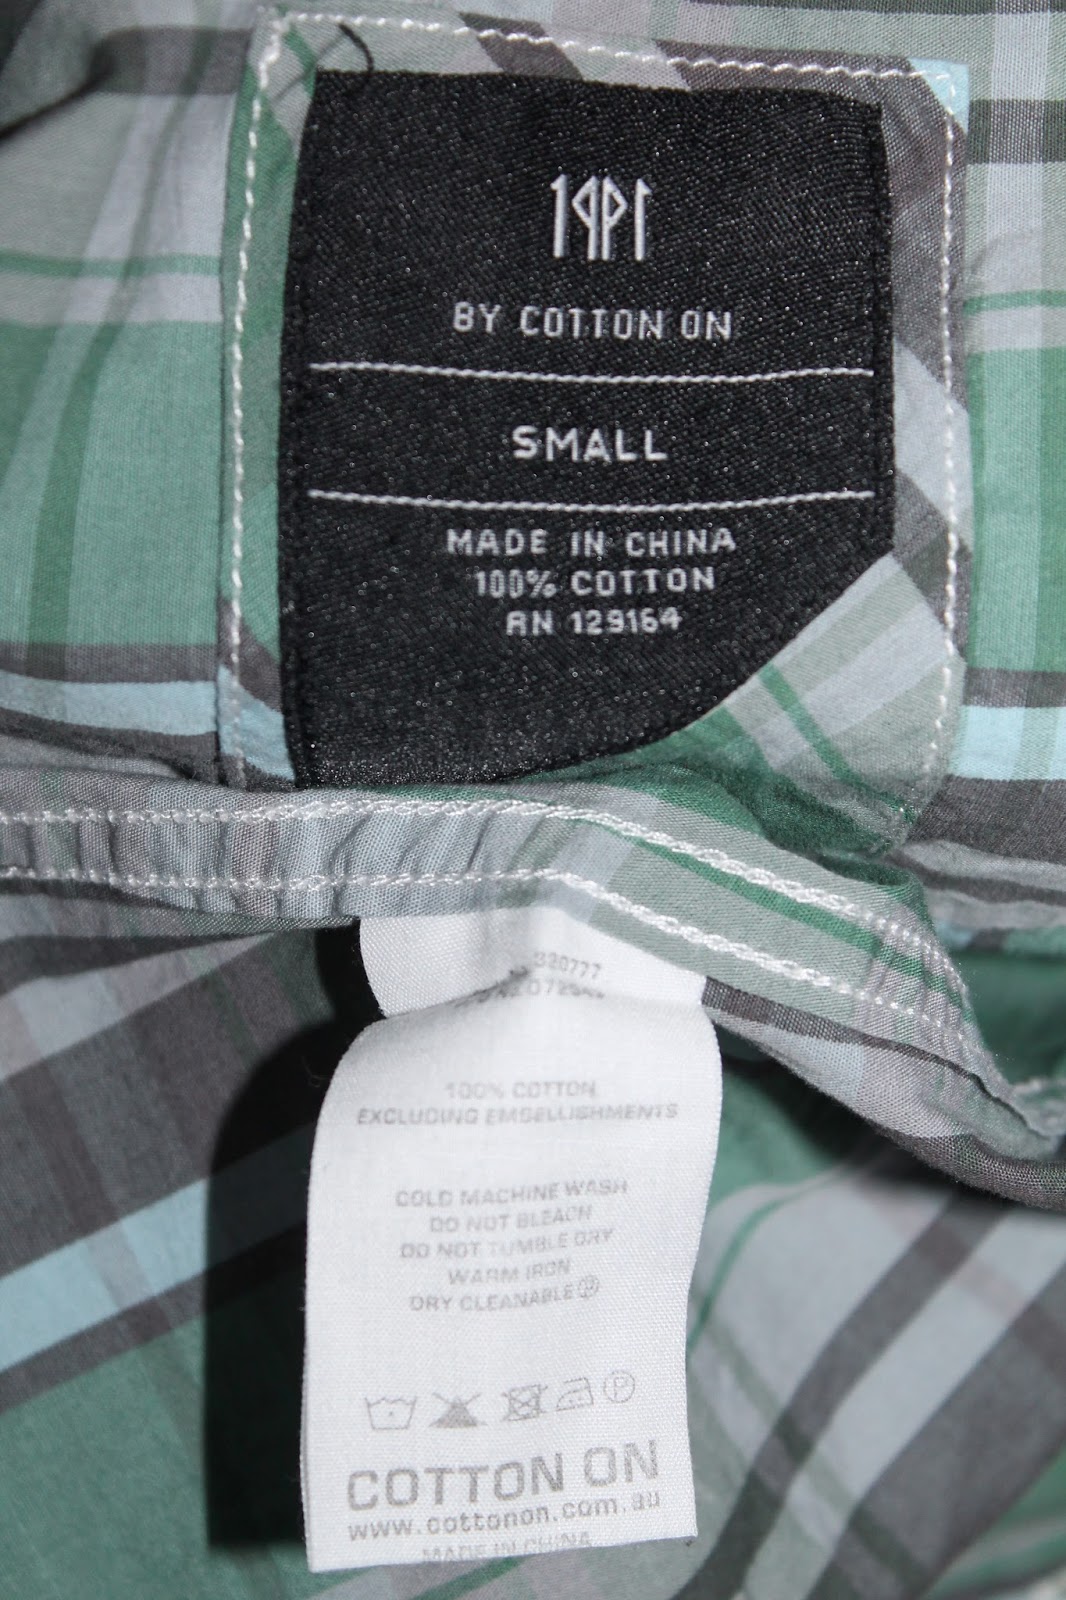 1991
BY COTTON ON
SMALL
MADE IN CHINA
100% COTTON
RN 129164
320777
100% COTTON
EXCLUDING EMBELLISHMENTS
COLD MACHINE WASH
DO NOT BLEACH
DO NOT TUMBLE DRY
WARM IRON
DRY CLEANABLE Ⓟ
Ⓟ
COTTON ON
www.cottonon.com.au
MADE IN CHINA